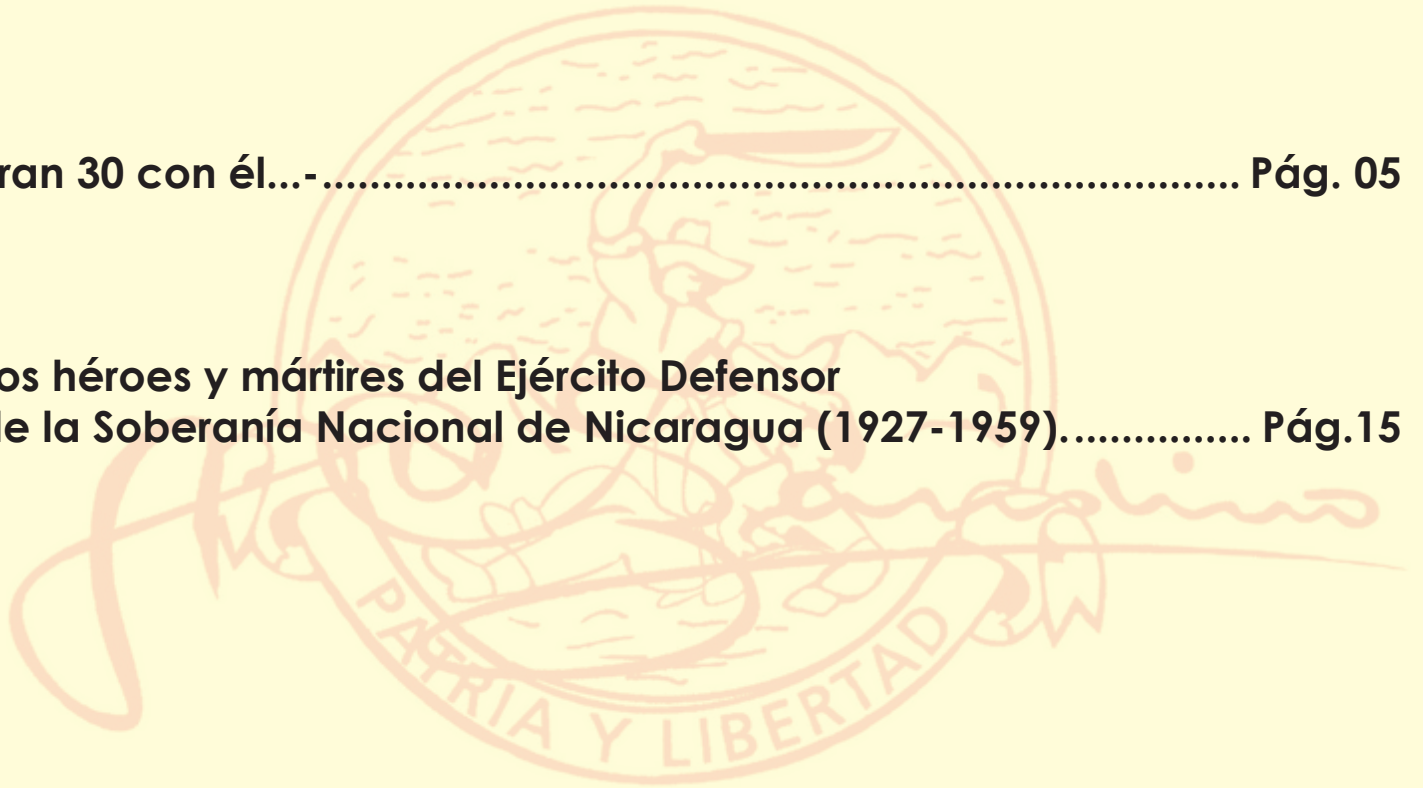 ran 30 con él...-............................................................................ Pág. 05
os héroes y mártires del Ejército Defensor
de la Soberanía Nacional de Nicaragua (1927-1959)................ Pág.15
PATRIA Y LIBERTAD